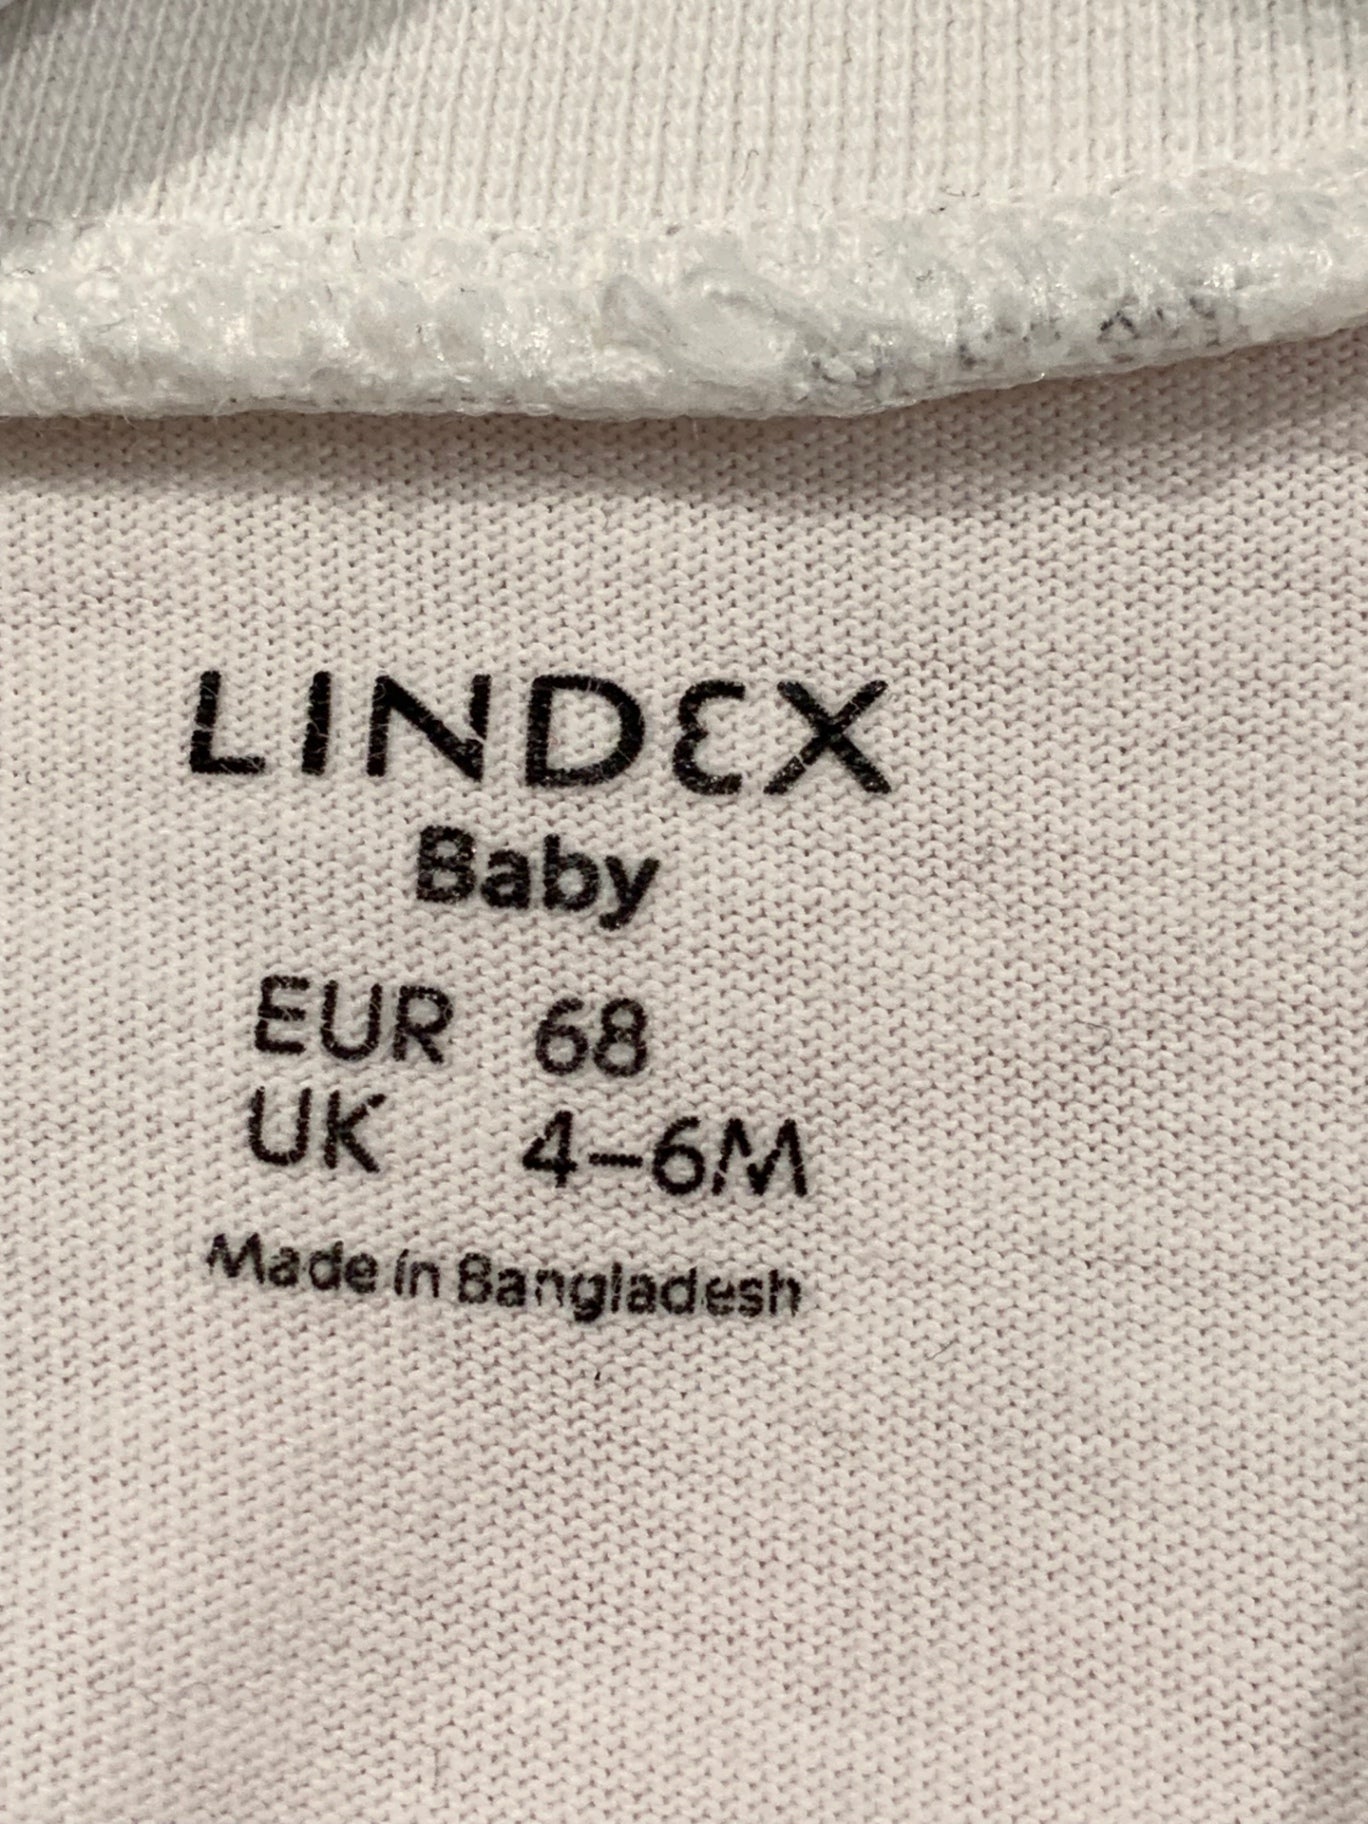 LINDEX
Baby
EUR 68
UK 4–6M
Made in Bangladesh